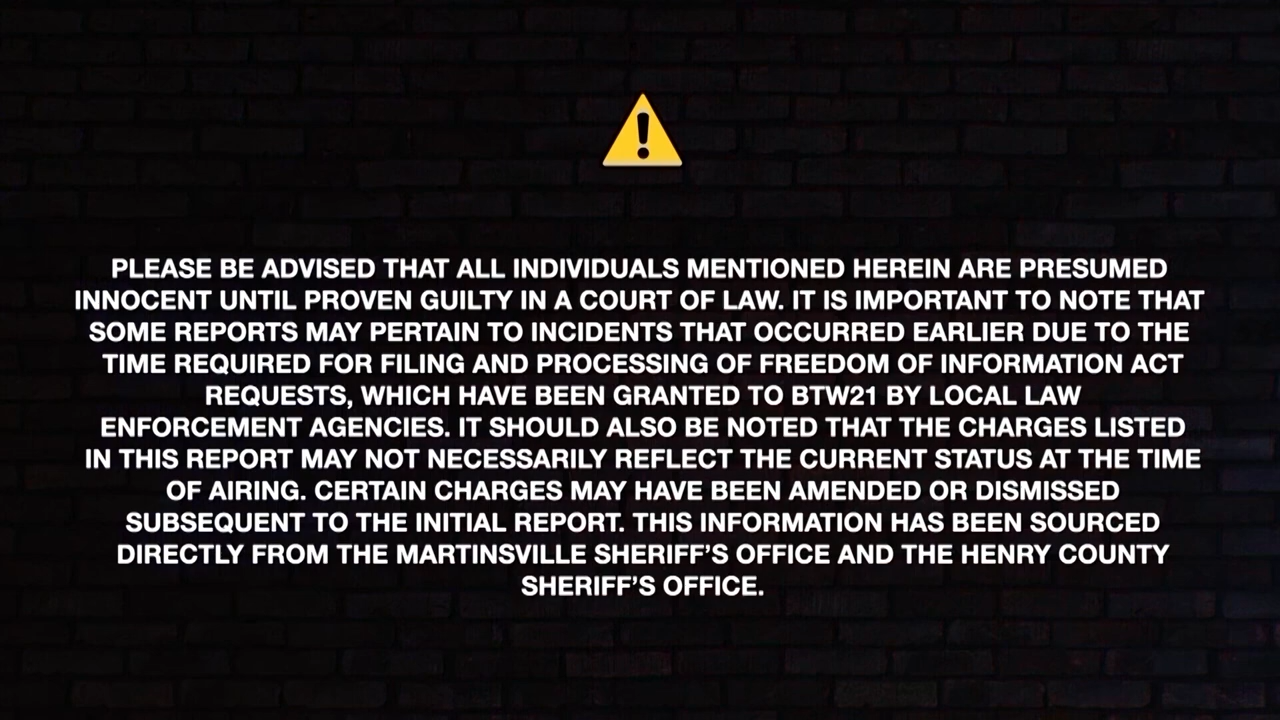 PLEASE BE ADVISED THAT ALL INDIVIDUALS MENTIONED HEREIN ARE PRESUMED
INNOCENT UNTIL PROVEN GUILTY IN A COURT OF LAW. IT IS IMPORTANT TO NOTE THAT
SOME REPORTS MAY PERTAIN TO INCIDENTS THAT OCCURRED EARLIER DUE TO THE
TIME REQUIRED FOR FILING AND PROCESSING OF FREEDOM OF INFORMATION ACT
REQUESTS, WHICH HAVE BEEN GRANTED TO BTW21 BY LOCAL LAW
ENFORCEMENT AGENCIES. IT SHOULD ALSO BE NOTED THAT THE CHARGES LISTED
IN THIS REPORT MAY NOT NECESSARILY REFLECT THE CURRENT STATUS AT THE TIME
OF AIRING. CERTAIN CHARGES MAY HAVE BEEN AMENDED OR DISMISSED
SUBSEQUENT TO THE INITIAL REPORT. THIS INFORMATION HAS BEEN SOURCED
DIRECTLY FROM THE MARTINSVILLE SHERIFF’S OFFICE AND THE HENRY COUNTY
SHERIFF’S OFFICE.